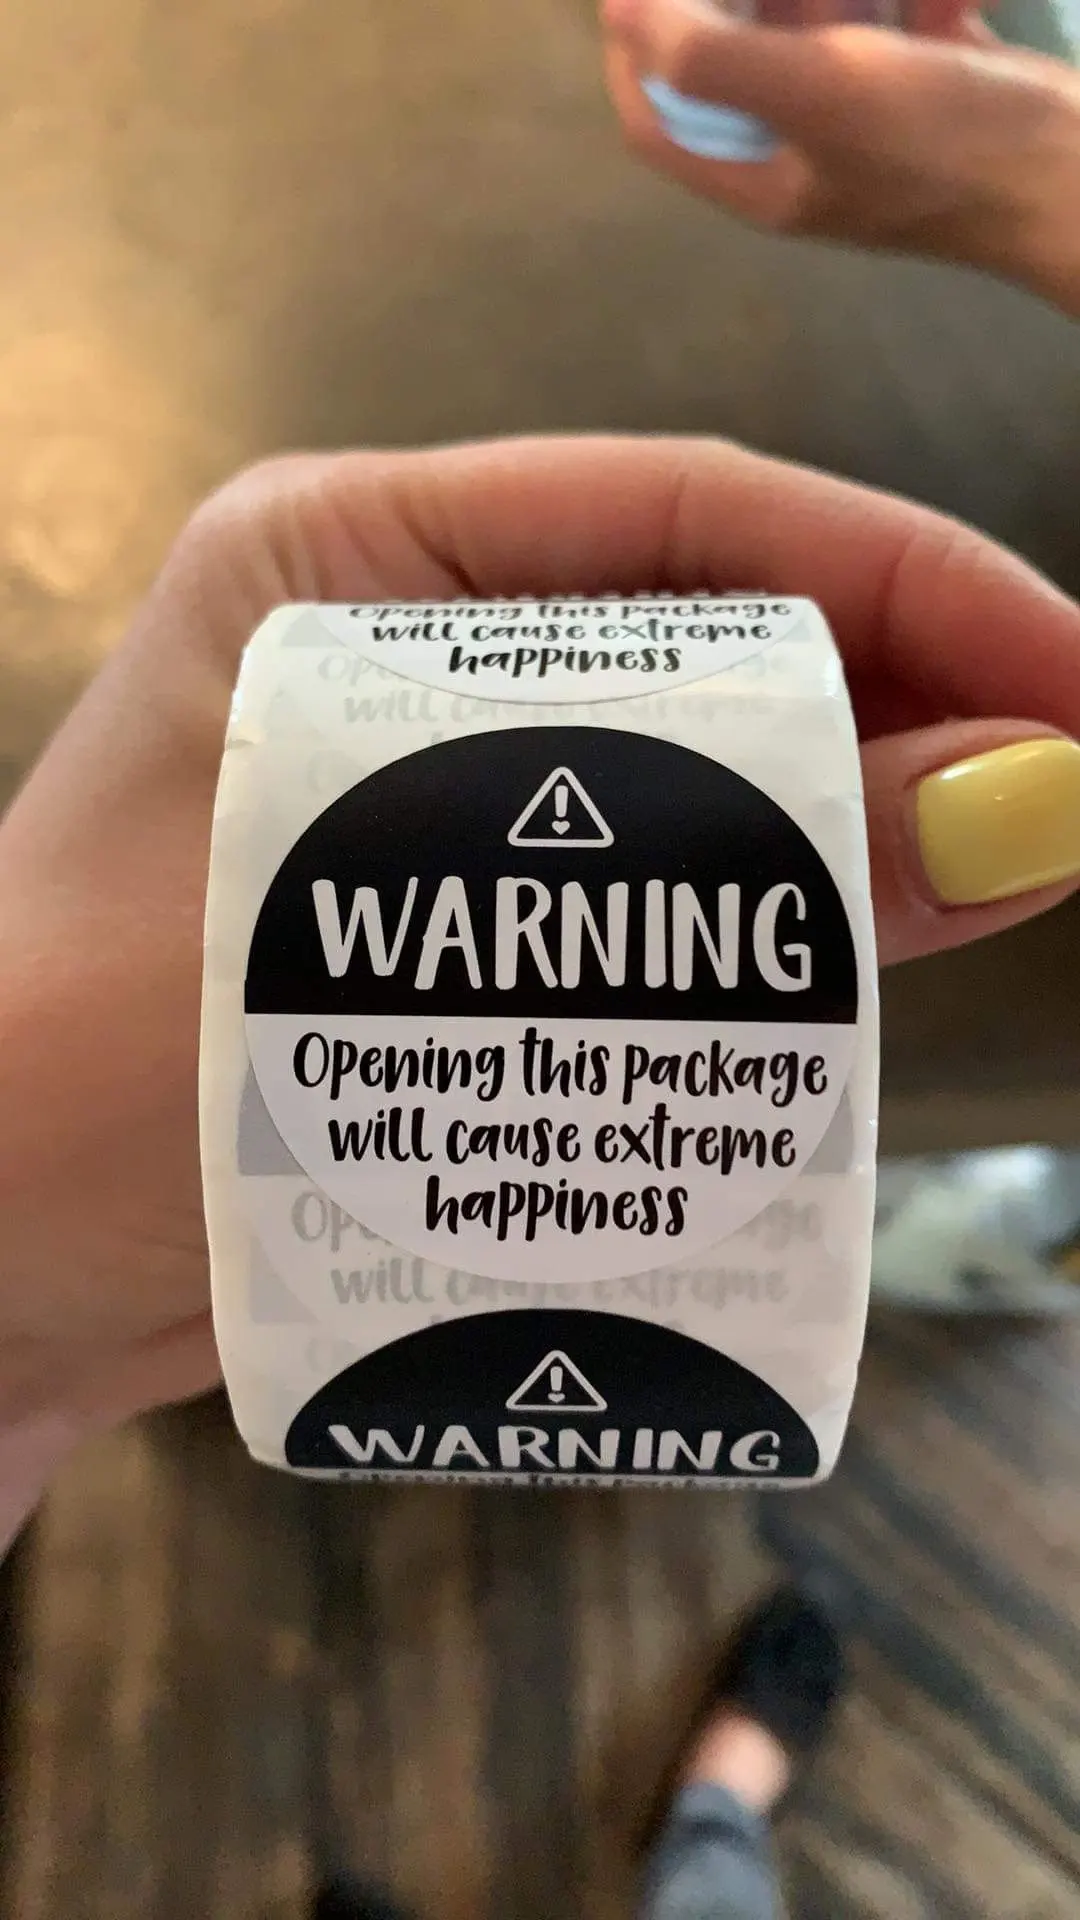 Opening this package
will cause extreme
happiness
WARNING
Opening this package
will cause extreme
happiness
WARNING